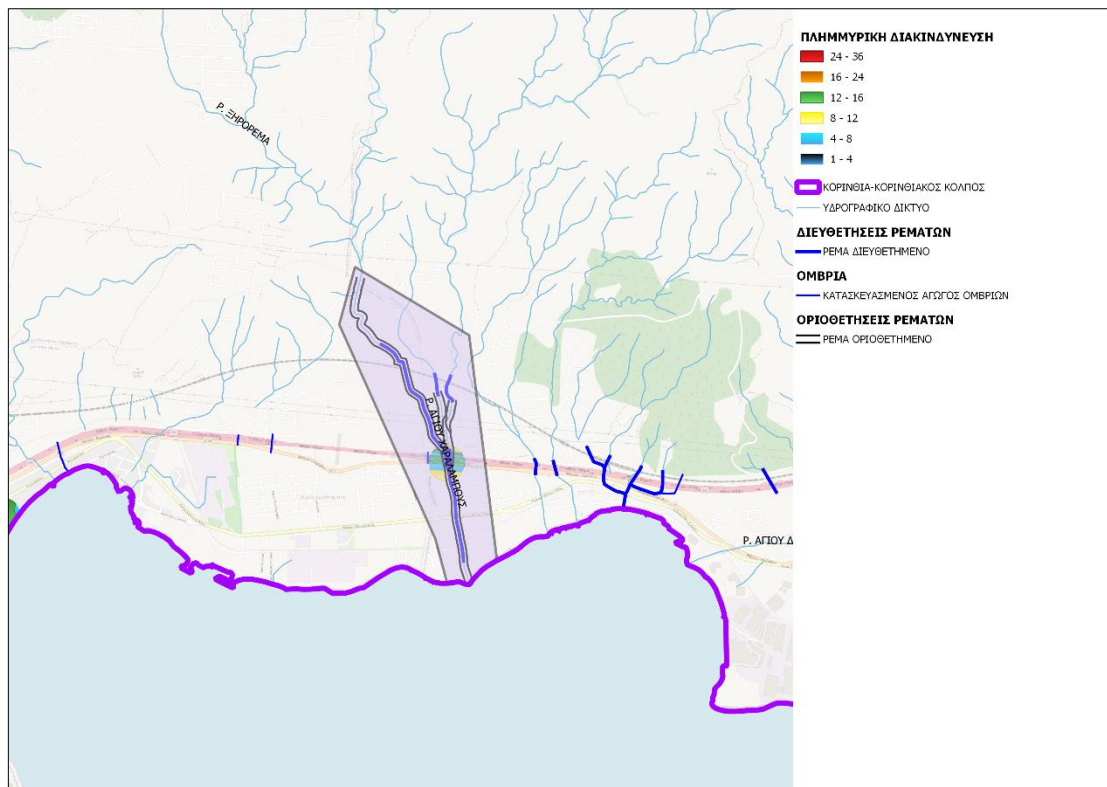 ΠΛΗΜΜΥΡΙΚΗ ΔΙΑΚΙΝΔΥΝΕΥΣΗ
24 - 36
16 - 24
12 - 16
8 - 12
4 - 8
1 - 4
ΚΟΡΙΝΘΙΑ-ΚΟΡΙΝΘΙΑΚΟΣ ΚΟΛΠΟΣ
ΥΔΡΟΓΡΑΦΙΚΟ ΔΙΚΤΥΟ
ΔΙΕΥΘΕΤΗΣΕΙΣ ΡΕΜΑΤΩΝ
ΡΕΜΑ ΔΙΕΥΘΕΤΗΜΕΝΟ
ΟΜΒΡΙΑ
ΚΑΤΑΣΚΕΥΑΣΜΕΝΟΣ ΑΓΩΓΟΣ ΟΜΒΡΙΩΝ
ΟΡΙΟΘΕΤΗΣΕΙΣ ΡΕΜΑΤΩΝ
ΡΕΜΑ ΟΡΙΟΘΕΤΗΜΕΝΟ
Ρ. ΞΗΡΟΡΕΜΑ
Ρ. ΑΓΙΟΥ ΧΑΡΑΛΑΜΠΟΥΣ
Ρ. ΑΓΙΟΥ Δ